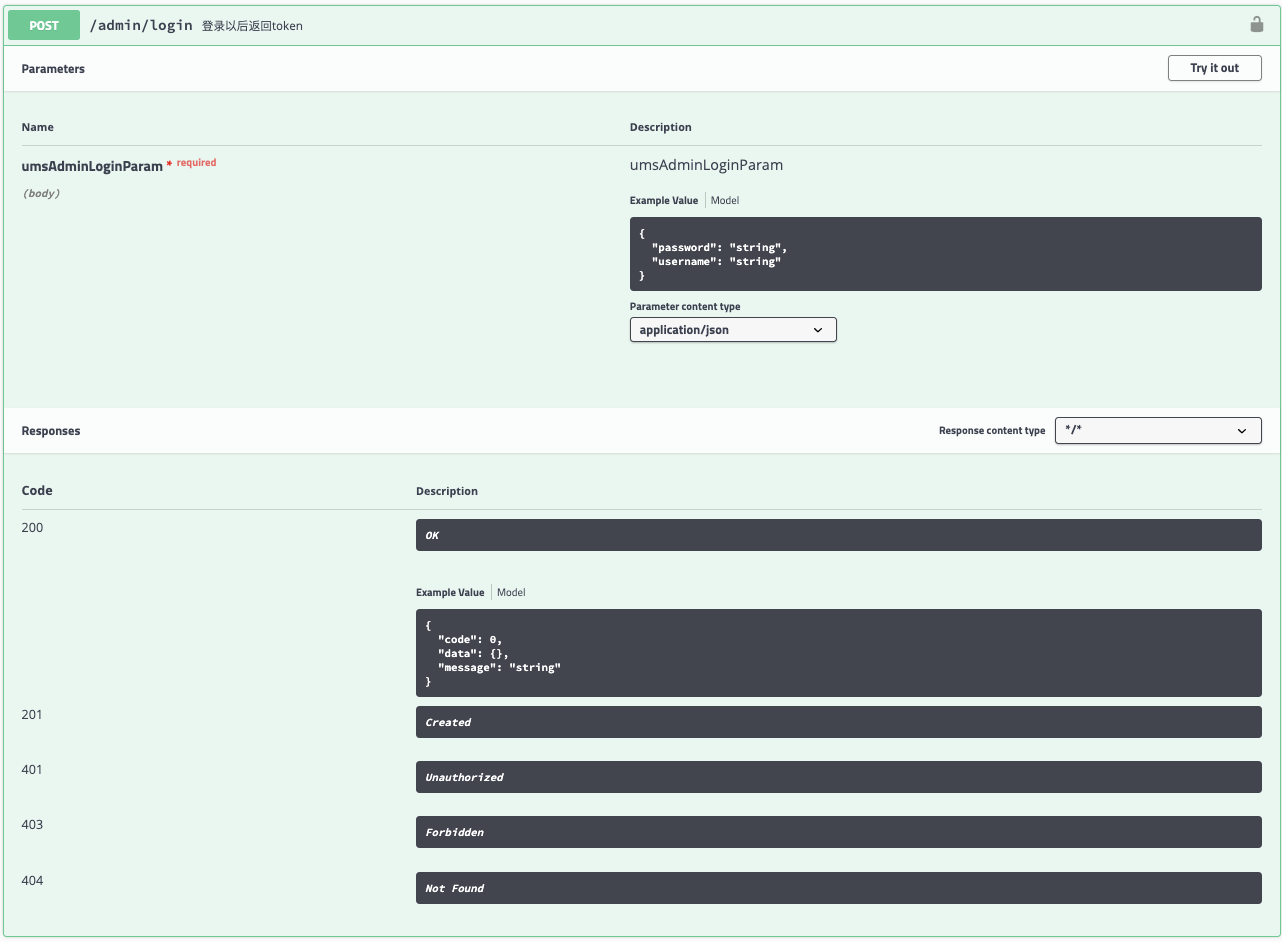 POST /admin/login 登录以后返回token
Parameters Try it out
Name Description
umsAdminLoginParam * required umsAdminLoginParam
(body)
Example Value Model
{
"password": "string",
"username": "string"
}
Parameter content type
application/json
Responses Response content type */*
Code Description
200 OK
Example Value Model
{
"code": 0,
"data": {},
"message": "string"
}
201 Created
401 Unauthorized
403 Forbidden
404 Not Found